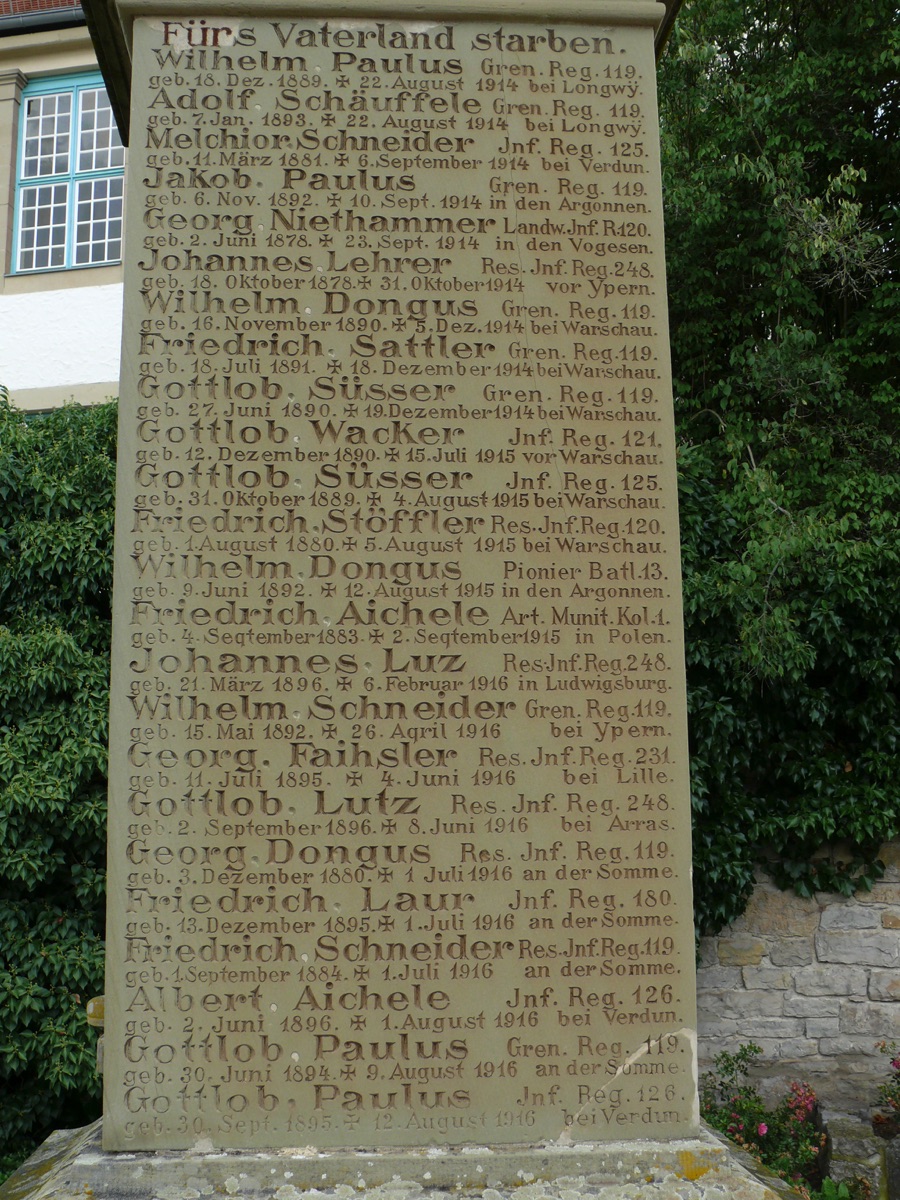 Fürs Vaterland starben.
Wilhelm. Paulus Gren. Reg. 119.
geb. 18. Dez. 1889. ✠ 22. August 1914 bei Longwÿ.
Adolf. Schäuffele Gren. Reg. 119.
geb. 7. Jan. 1893. ✠ 22. August 1914 bei Longwÿ.
Melchior. Schneider Jnf. Reg. 125.
geb. 11. März 1881. ✠ 6. September 1914 bei Verdun.
Jakob. Paulus Gren. Reg. 119.
geb. 6. Nov. 1892. ✠ 10. Sept. 1914 in den Argonnen.
Georg. Niethammer Landw. Jnf. R. 120.
geb. 2. Juni 1878. ✠ 23. Sept. 1914 in den Vogesen.
Johannes. Lehrer Res. Jnf. Reg. 248.
geb. 18. Oktober 1878. ✠ 31. Oktober 1914 vor Ypern.
Wilhelm. Dongus Gren. Reg. 119.
geb. 16. November 1890. ✠ 5. Dez. 1914 bei Warschau.
Friedrich. Sattler Gren. Reg. 119.
geb. 18. Juli 1891. ✠ 18. Dezember 1914 bei Warschau.
Gottlob. Süsser Gren. Reg. 119.
geb. 27. Juni 1890. ✠ 19. Dezember 1914 bei Warschau.
Gottlob. Wacker Jnf. Reg. 121.
geb. 12. Dezember 1890. ✠ 15. Juli 1915 vor Warschau.
Gottlob. Süsser Jnf. Reg. 125.
geb. 31. Oktober 1889. ✠ 4. August 1915 bei Warschau.
Friedrich. Stöffler Res. Jnf. Reg. 120.
geb. 1. August 1880. ✠ 5. August 1915 bei Warschau.
Wilhelm. Dongus Pionier Batl. 13.
geb. 9. Juni 1892. ✠ 12. August 1915 in den Argonnen.
Friedrich. Aichele Art. Munit. Kol. 1.
geb. 4. September 1883. ✠ 2. September 1915 in Polen.
Johannes. Luz Res. Jnf. Reg. 248.
geb. 21. März 1896. ✠ 6. Februar 1916 in Ludwigsburg.
Wilhelm. Schneider Gren. Reg. 119.
geb. 15. Mai 1892. ✠ 26. April 1916 bei Ypern.
Georg. Faihsler Res. Jnf. Reg. 231.
geb. 11. Juli 1895. ✠ 4. Juni 1916 bei Lille.
Gottlob. Lutz Res. Jnf. Reg. 248.
geb. 2. September 1896. ✠ 8. Juni 1916 bei Arras.
Georg. Dongus Res. Jnf. Reg. 119.
geb. 3. Dezember 1880. ✠ 1. Juli 1916 an der Somme.
Friedrich. Laur Jnf. Reg. 180.
geb. 13. Dezember 1895. ✠ 1. Juli 1916 an der Somme.
Friedrich. Schneider Res. Jnf. Reg. 119.
geb. 1. September 1884. ✠ 1. Juli 1916 an der Somme.
Albert. Aichele Jnf. Reg. 126.
geb. 2. Juni 1896. ✠ 1. August 1916 bei Verdun.
Gottlob. Paulus Gren. Reg. 119.
geb. 30. Juni 1894. ✠ 9. August 1916 an der Somme.
Gottlob. Paulus Jnf. Reg. 126.
geb. 30. Sept. 1895. ✠ 12. August 1916 bei Verdun.